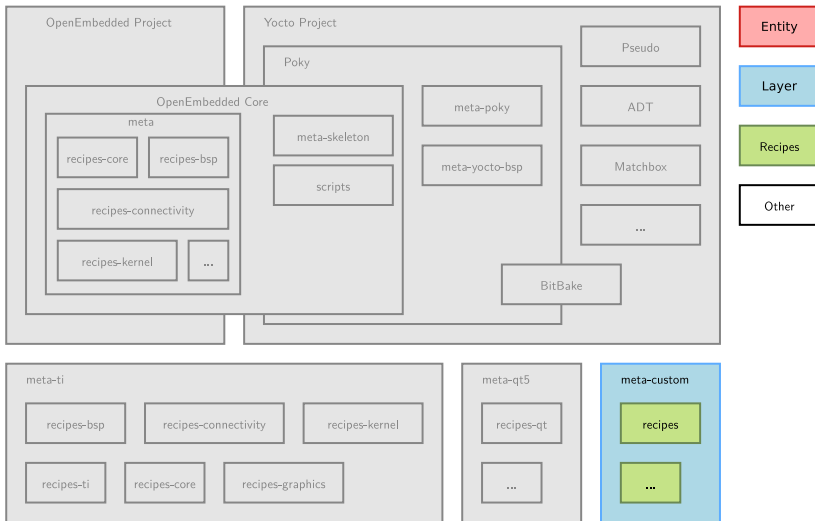 OpenEmbedded Project
Yocto Project
Entity
Pseudo
Poky
Layer
OpenEmbedded Core
meta
meta-skeleton
meta-poky
ADT
recipes-core
recipes-bsp
scripts
meta-yocto-bsp
Matchbox
Recipes
recipes-connectivity
...
Other
recipes-kernel
...
BitBake
meta-ti
recipes-bsp
recipes-connectivity
recipes-kernel
recipes-ti
recipes-core
recipes-graphics
meta-qt5
recipes-qt
...
meta-custom
recipes
...